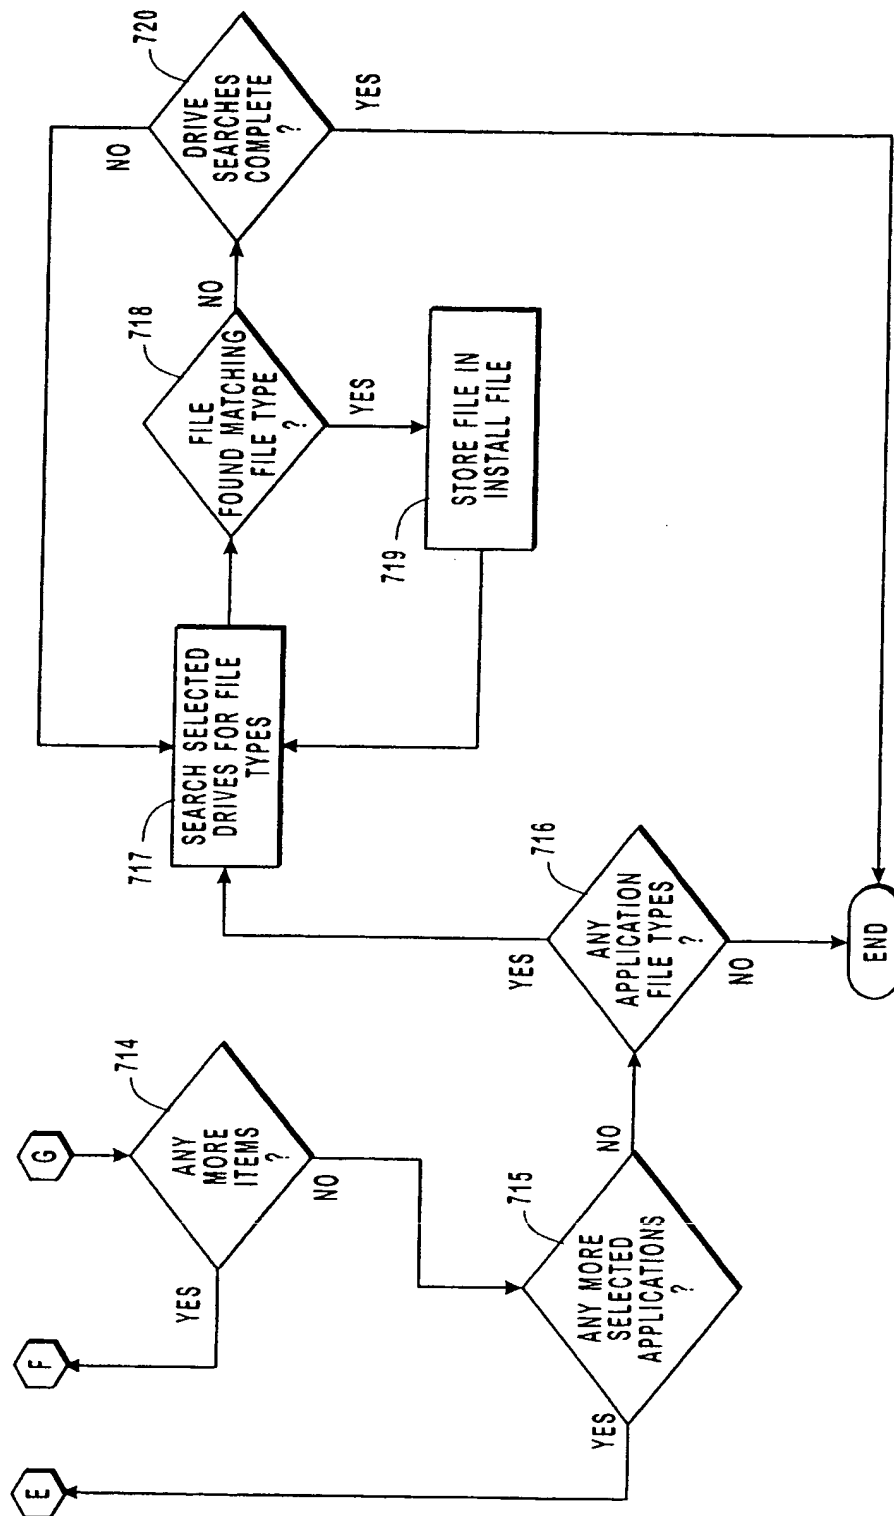 E
F
G
714
ANY
MORE
ITEMS
?
YES
NO
715
ANY MORE
SELECTED
APPLICATIONS
?
YES
NO
716
ANY
APPLICATION
FILE TYPES
?
YES
NO
717
SEARCH SELECTED
DRIVES FOR FILE
TYPES
718
FILE
FOUND MATCHING
FILE TYPE
?
NO
YES
719
STORE FILE IN
INSTALL FILE
720
DRIVE
SEARCHES
COMPLETE
?
NO
YES
END